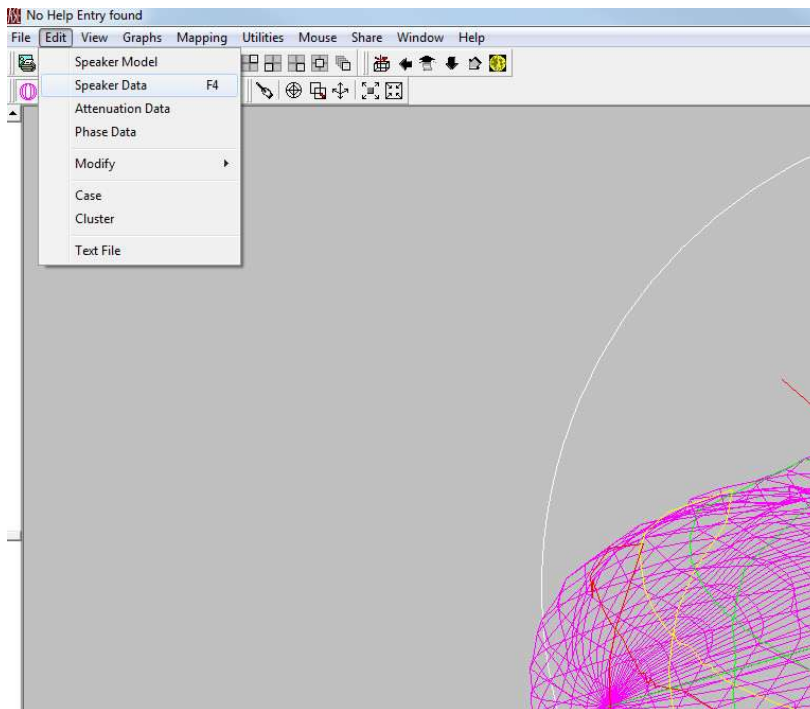 No Help Entry found
File Edit View Graphs Mapping Utilities Mouse Share Window Help
Speaker Model
Speaker Data F4
Attenuation Data
Phase Data
Modify
Case
Cluster
Text File